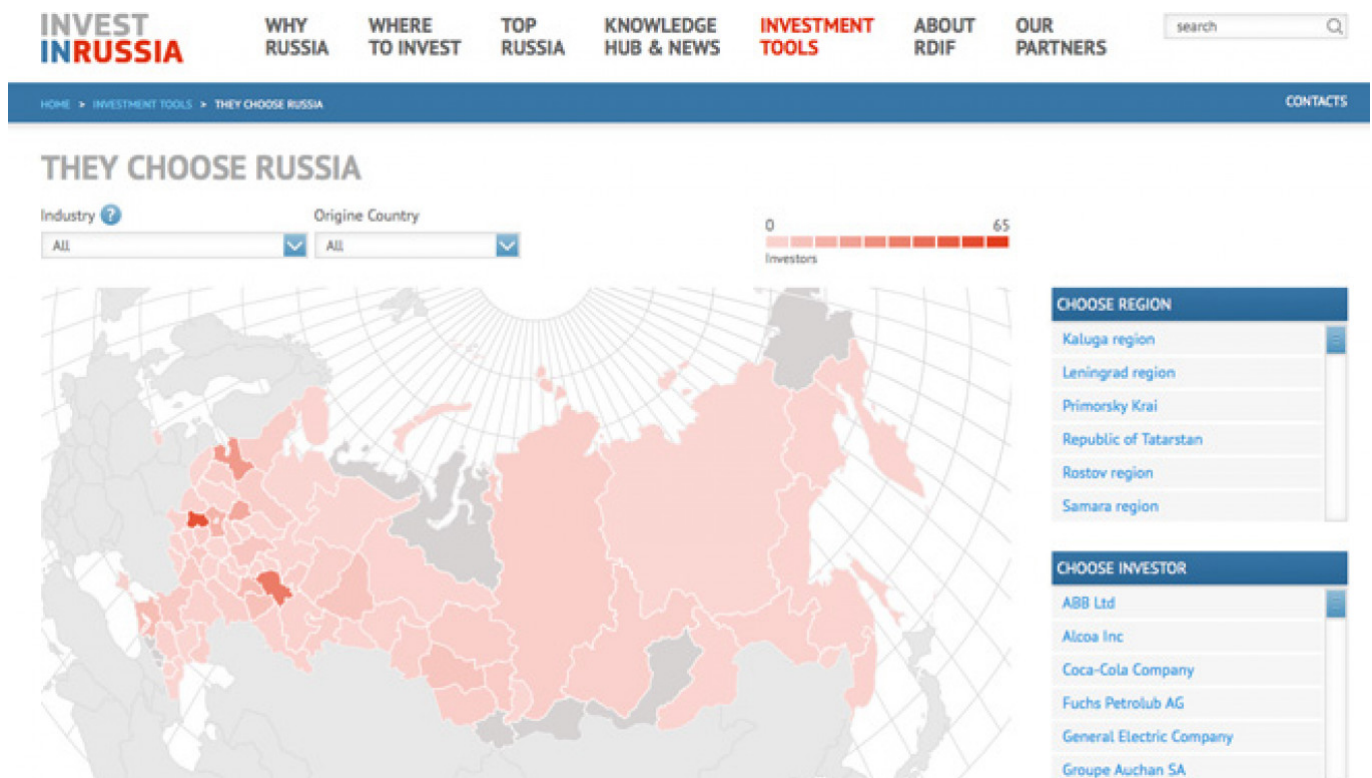 INVEST
INRUSSIA
WHY
RUSSIA
WHERE
TO INVEST
TOP
RUSSIA
KNOWLEDGE
HUB & NEWS
INVESTMENT
TOOLS
ABOUT
RDIF
OUR
PARTNERS
search
HOME > INVESTMENT TOOLS > THEY CHOOSE RUSSIA
CONTACTS
THEY CHOOSE RUSSIA
Industry ?
Origine Country
All
All
0 65
Investors
CHOOSE REGION
Kaluga region
Leningrad region
Primorsky Krai
Republic of Tatarstan
Rostov region
Samara region
CHOOSE INVESTOR
ABB Ltd
Alcoa Inc
Coca-Cola Company
Fuchs Petrolub AG
General Electric Company
Groupe Auchan SA